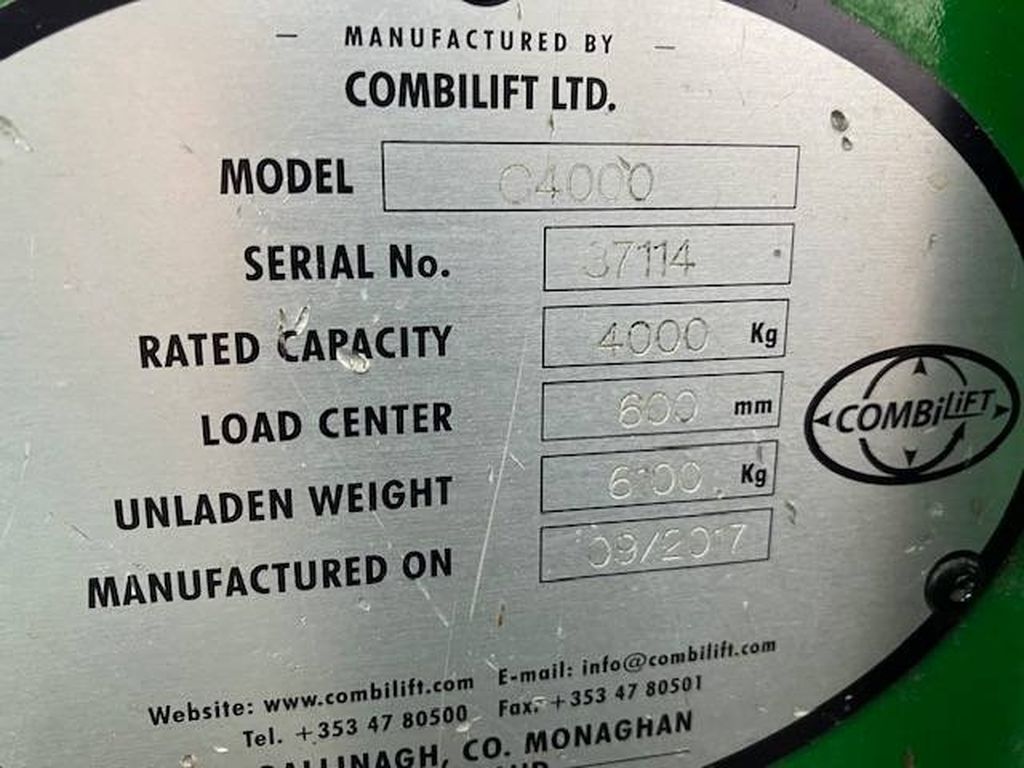 MANUFACTURED BY
COMBILIFT LTD.
MODEL C4000
SERIAL No. 37114
RATED CAPACITY 4000 Kg
LOAD CENTER 600 mm
UNLADEN WEIGHT 6100 Kg
MANUFACTURED ON 09/2017
COMBiLiFT
Website: www.combilift.com E-mail: info@combilift.com
Tel. +353 47 80500 Fax. +353 47 80501
CO. MONAGHAN